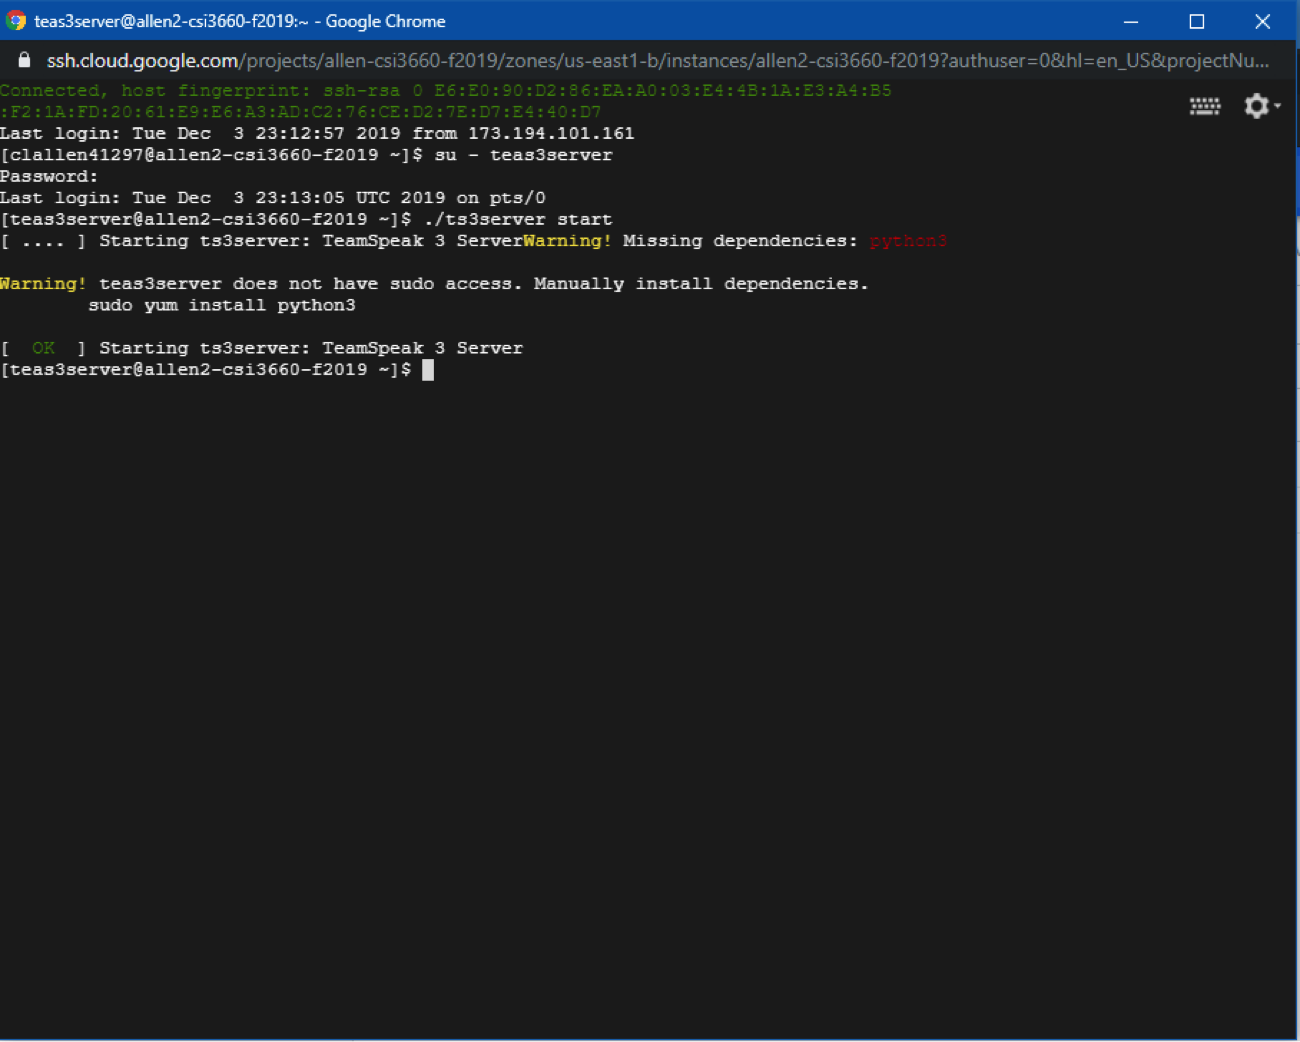 teas3server@allen2-csi3660-f2019:~ - Google Chrome
ssh.cloud.google.com/projects/allen-csi3660-f2019/zones/us-east1-b/instances/allen2-csi3660-f2019?authuser=0&hl=en_US&projectNu...
Connected, host fingerprint: ssh-rsa 0 E6:E0:90:D2:86:EA:A0:03:E4:4B:1A:E3:A4:B5
:F2:1A:FD:20:61:E9:E6:A3:AD:C2:76:CE:D2:7E:D7:E4:40:D7
Last login: Tue Dec  3 23:12:57 2019 from 173.194.101.161
[clallen41297@allen2-csi3660-f2019 ~]$ su - teas3server
Password:
Last login: Tue Dec  3 23:13:05 UTC 2019 on pts/0
[teas3server@allen2-csi3660-f2019 ~]$ ./ts3server start
[ .... ] Starting ts3server: TeamSpeak 3 ServerWarning! Missing dependencies: python3
Warning! teas3server does not have sudo access. Manually install dependencies.
        sudo yum install python3
[  OK  ] Starting ts3server: TeamSpeak 3 Server
[teas3server@allen2-csi3660-f2019 ~]$